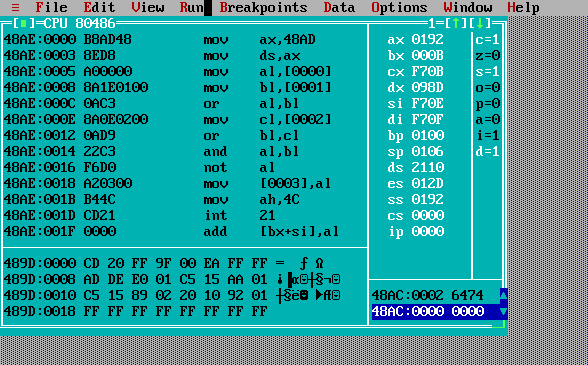 ≡ File Edit View Run Breakpoints Data Options Window Help
[■]=CPU 80486 1=[↑][↓]
48AE:0000 B8AD48 mov ax,48AD ax 0192 c=1
48AE:0003 8ED8 mov ds,ax bx 000B z=0
48AE:0005 A00000 mov al,[0000] cx F70B s=1
48AE:0008 8A1E0100 mov bl,[0001] dx 098D o=0
48AE:000C 0AC3 or al,bl si F70E p=0
48AE:000E 8A0E0200 mov cl,[0002] di F70F a=0
48AE:0012 0AD9 or bl,cl bp 0100 i=1
48AE:0014 22C3 and al,bl sp 0106 d=1
48AE:0016 F6D0 not al ds 2110
48AE:0018 A20300 mov [0003],al es 012D
48AE:001B B44C mov ah,4C ss 0192
48AE:001D CD21 int 21 cs 0000
48AE:001F 0000 add [bx+si],al ip 0000
489D:0000 CD 20 FF 9F 00 EA FF FF = ƒ Ω
489D:0008 AD DE E0 01 C5 15 AA 01
489D:0010 C5 15 89 02 20 10 92 01 48AC:0002 6474
489D:0018 FF FF FF FF FF FF FF FF 48AC:0000 0000